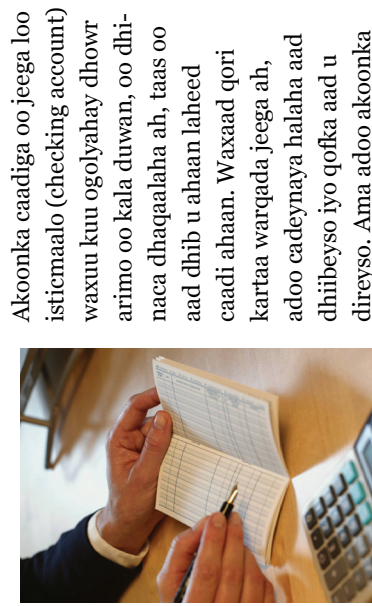 Akoonka caadiga oo jeega loo
isticmaalo (checking account)
waxuu kuu ogolyahay dhowr
arimo oo kala duwan, oo dhi-
naca dhaqaalaha ah, taas oo
aad dhib u ahaan laheed
caadi ahaan. Waxaad qori
kartaa warqada jeega ah,
adoo cadeynaya halaha aad
dhiibeyso iyo qofka aad u
direyso. Ama adoo akoonka